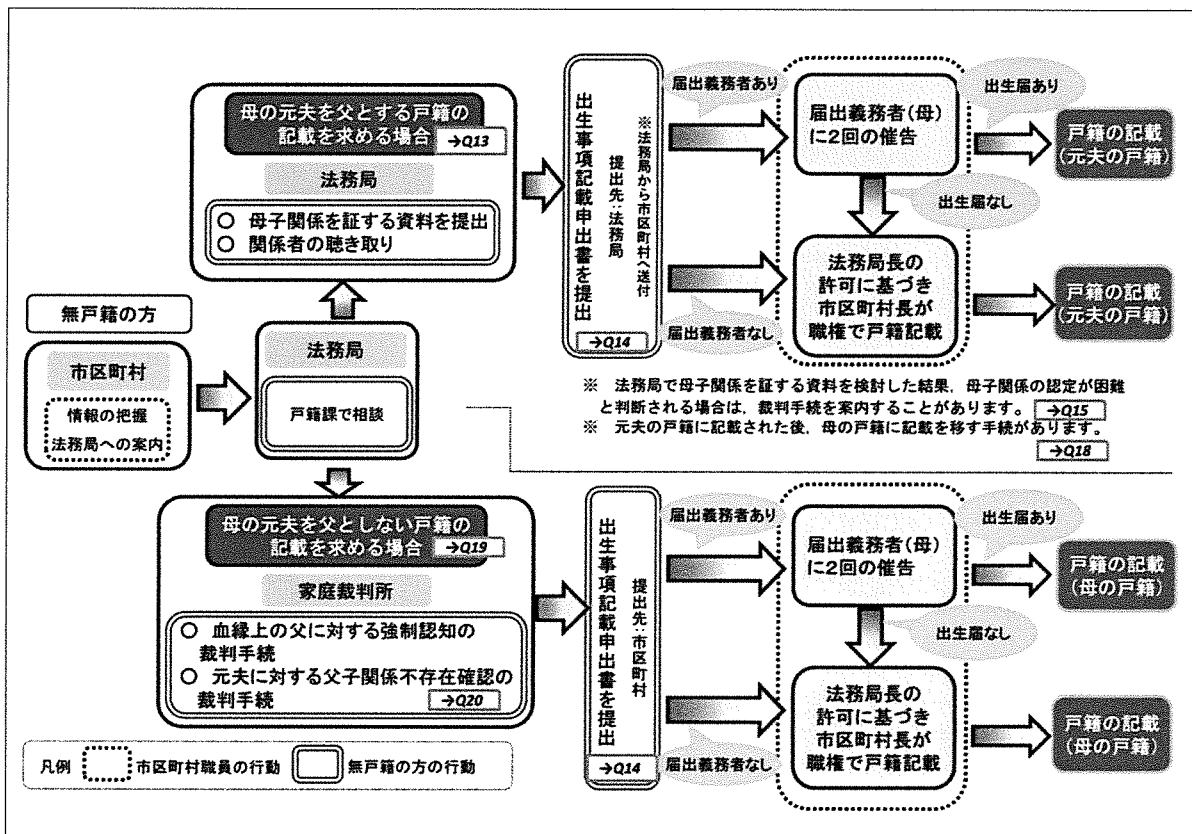 無戸籍の方
市区町村
情報の把握
法務局への案内
法務局
戸籍課で相談
母の元夫を父とする戸籍の
記載を求める場合 →Q13
法務局
○ 母子関係を証する資料を提出
○ 関係者の聴き取り
出生事項記載申出書を提出
提出先：法務局
※法務局から市区町村へ送付
→Q14
届出義務者あり
届出義務者なし
届出義務者(母)
に2回の催告
出生届あり
出生届なし
法務局長の
許可に基づき
市区町村長が
職権で戸籍記載
戸籍の記載
(元夫の戸籍)
戸籍の記載
(元夫の戸籍)
※ 法務局で母子関係を証する資料を検討した結果，母子関係の認定が困難
と判断される場合は，裁判手続を案内することがあります。 →Q15
※ 元夫の戸籍に記載された後，母の戸籍に記載を移す手続があります。
→Q18
母の元夫を父としない戸籍の
記載を求める場合 →Q19
家庭裁判所
○ 血縁上の父に対する強制認知の
裁判手続
○ 元夫に対する父子関係不存在確認の
裁判手続 →Q20
出生事項記載申出書を提出
提出先：市区町村
→Q14
届出義務者あり
届出義務者なし
届出義務者(母)
に2回の催告
出生届あり
出生届なし
法務局長の
許可に基づき
市区町村長が
職権で戸籍記載
戸籍の記載
(母の戸籍)
戸籍の記載
(母の戸籍)
凡例 市区町村職員の行動 無戸籍の方の行動